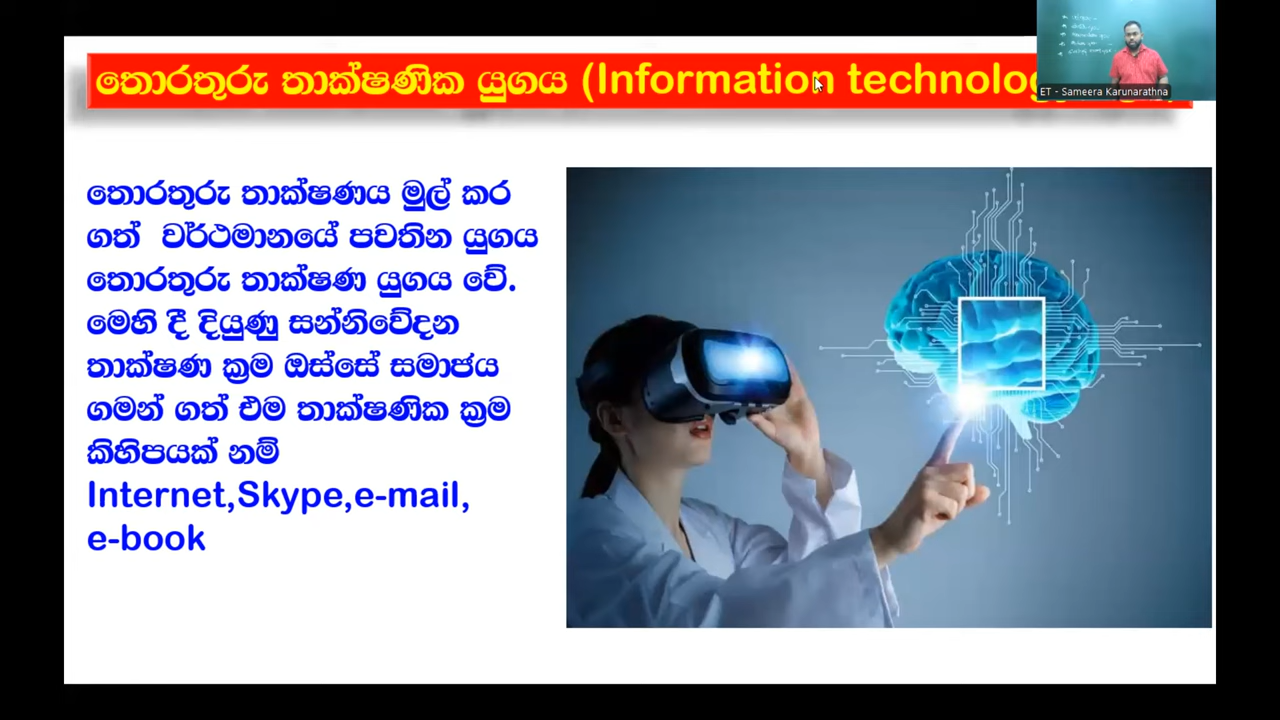 තොරතුරු තාක්ෂණික යුගය (Information technology
ET - Sameera Karunarathna
තොරතුරු තාක්ෂණය මුල් කර
ගත් වර්ථමානයේ පවතින යුගය
තොරතුරු තාක්ෂණ යුගය වේ.
මෙහි දී දියුණු සන්නිවේදන
තාක්ෂණ ක්‍රම ඔස්සේ සමාජය
ගමන් ගත් එම තාක්ෂණික ක්‍රම
කිහිපයක් නම්
Internet,Skype,e-mail,
e-book